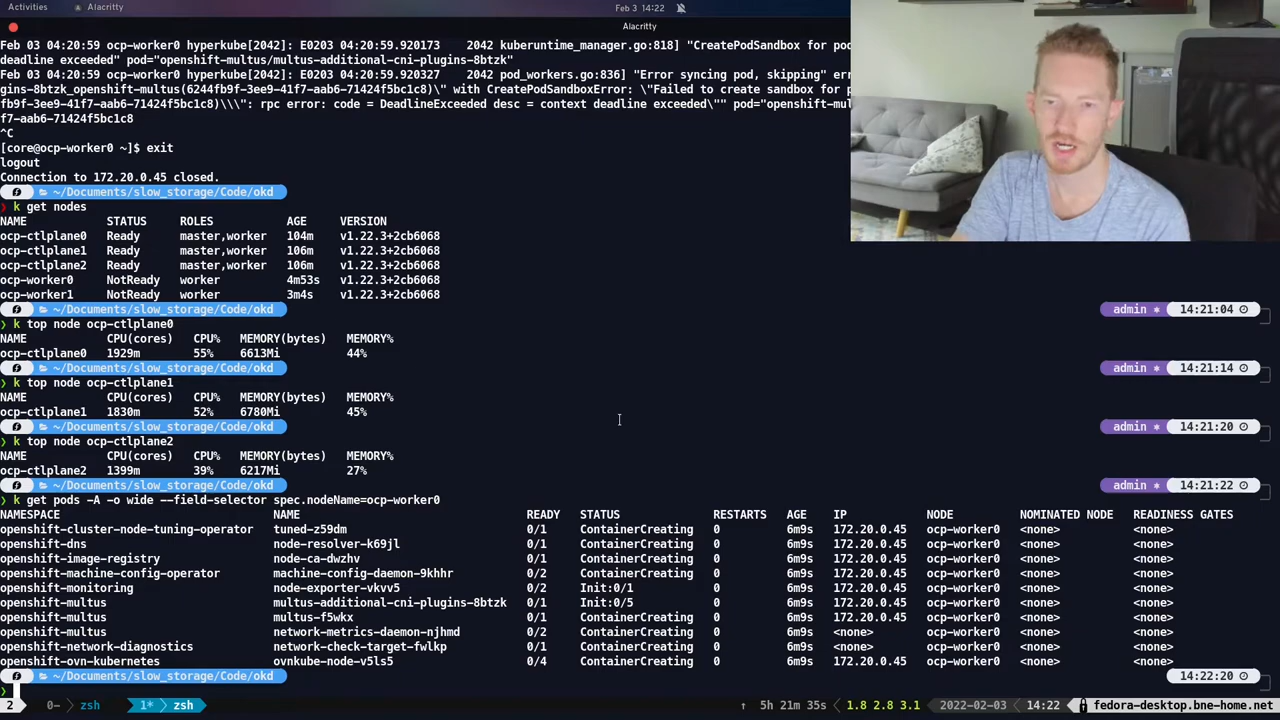 Activities Alacritty Feb 3 14:22
Alacritty
Feb 03 04:20:59 ocp-worker0 hyperkube[2042]: E0203 04:20:59.920173    2042 kuberuntime_manager.go:818] "CreatePodSandbox for pod
deadline exceeded" pod="openshift-multus/multus-additional-cni-plugins-8btzk"
Feb 03 04:20:59 ocp-worker0 hyperkube[2042]: E0203 04:20:59.920327    2042 pod_workers.go:836] "Error syncing pod, skipping" err
gins-8btzk_openshift-multus(6244fb9f-3ee9-41f7-aab6-71424f5bc1c8)\" with CreatePodSandboxError: \"Failed to create sandbox for p
fb9f-3ee9-41f7-aab6-71424f5bc1c8)\\\": rpc error: code = DeadlineExceeded desc = context deadline exceeded\"" pod="openshift-mul
f7-aab6-71424f5bc1c8
^C
[core@ocp-worker0 ~]$ exit
logout
Connection to 172.20.0.45 closed.
~/Documents/slow_storage/Code/okd
❯ k get nodes
NAME STATUS ROLES AGE VERSION
ocp-ctlplane0 Ready master,worker 104m v1.22.3+2cb6068
ocp-ctlplane1 Ready master,worker 106m v1.22.3+2cb6068
ocp-ctlplane2 Ready master,worker 106m v1.22.3+2cb6068
ocp-worker0 NotReady worker 4m53s v1.22.3+2cb6068
ocp-worker1 NotReady worker 3m4s v1.22.3+2cb6068
~/Documents/slow_storage/Code/okd admin 14:21:04
❯ k top node ocp-ctlplane0
NAME CPU(cores) CPU% MEMORY(bytes) MEMORY%
ocp-ctlplane0 1929m 55% 6613Mi 44%
~/Documents/slow_storage/Code/okd admin 14:21:14
❯ k top node ocp-ctlplane1
NAME CPU(cores) CPU% MEMORY(bytes) MEMORY%
ocp-ctlplane1 1830m 52% 6780Mi 45%
~/Documents/slow_storage/Code/okd admin 14:21:20
❯ k top node ocp-ctlplane2
NAME CPU(cores) CPU% MEMORY(bytes) MEMORY%
ocp-ctlplane2 1399m 39% 6217Mi 27%
~/Documents/slow_storage/Code/okd admin 14:21:22
❯ k get pods -A -o wide --field-selector spec.nodeName=ocp-worker0
NAMESPACE NAME READY STATUS RESTARTS AGE IP NODE NOMINATED NODE READINESS GATES
openshift-cluster-node-tuning-operator tuned-z59dm 0/1 ContainerCreating 0 6m9s 172.20.0.45 ocp-worker0 <none> <none>
openshift-dns node-resolver-k69jl 0/1 ContainerCreating 0 6m9s 172.20.0.45 ocp-worker0 <none> <none>
openshift-image-registry node-ca-dwzhv 0/1 ContainerCreating 0 6m9s 172.20.0.45 ocp-worker0 <none> <none>
openshift-machine-config-operator machine-config-daemon-9khhr 0/2 ContainerCreating 0 6m9s 172.20.0.45 ocp-worker0 <none> <none>
openshift-monitoring node-exporter-vkvv5 0/2 Init:0/1 0 6m9s 172.20.0.45 ocp-worker0 <none> <none>
openshift-multus multus-additional-cni-plugins-8btzk 0/1 Init:0/5 0 6m9s 172.20.0.45 ocp-worker0 <none> <none>
openshift-multus multus-f5wkx 0/1 ContainerCreating 0 6m9s 172.20.0.45 ocp-worker0 <none> <none>
openshift-multus network-metrics-daemon-njhmd 0/2 ContainerCreating 0 6m9s <none> ocp-worker0 <none> <none>
openshift-network-diagnostics network-check-target-fwlkp 0/1 ContainerCreating 0 6m9s <none> ocp-worker0 <none> <none>
openshift-ovn-kubernetes ovnkube-node-v5ls5 0/4 ContainerCreating 0 6m9s 172.20.0.45 ocp-worker0 <none> <none>
~/Documents/slow_storage/Code/okd 14:22:20
❯
2 0- zsh 1* zsh ↑ 5h 21m 35s 1.8 2.8 3.1 2022-02-03 14:22 fedora-desktop.bne-home.net